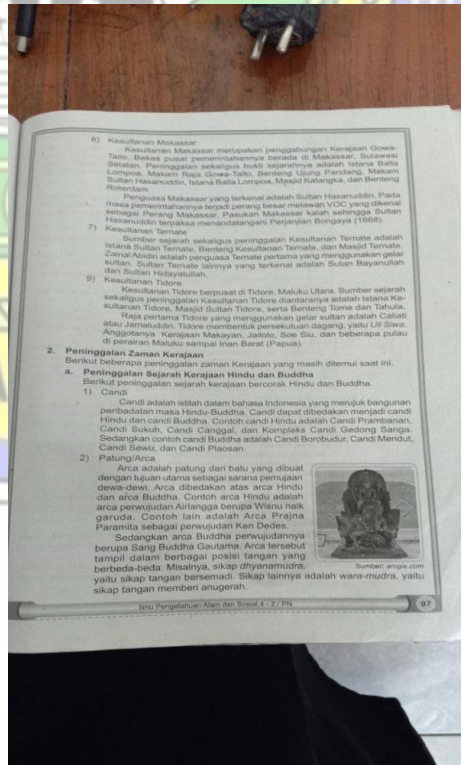 6) Kesultanan Makassar
Kesultanan Makassar merupakan penggabungan Kerajaan Gowa-
Tallo. Bekas pusat pemerintahannya berada di Makassar, Sulawesi
Selatan. Peninggalan sekaligus bukti sejarahnya adalah Istana Balla
Lompoa, Makam Raja Gowa-Tallo, Benteng Ujung Pandang, Makam
Sultan Hasanuddin, Istana Balla Lompoa, Masjid Katangka, dan Benteng
Roterdam.
Penguasa Makassar yang terkenal adalah Sultan Hasanuddin. Pada
masa pemerintahannya terjadi perang besar melawan VOC yang dikenal
sebagai Perang Makassar. Pasukan Makassar kalah sehingga Sultan
Hasanuddin terpaksa menandatangani Perjanjian Bongaya (1668).
7) Kesultanan Ternate
Sumber sejarah sekaligus peninggalan Kesultanan Ternate adalah
Istana Sultan Ternate, Benteng Kesultanan Ternate, dan Masjid Ternate.
Zainal Abidin adalah penguasa Ternate pertama yang menggunakan gelar
sultan. Sultan Ternate lainnya yang terkenal adalah Sutan Bayanullah
dan Sultan Hidayatullah.
9) Kesultanan Tidore
Kesultanan Tidore berpusat di Tidore, Maluku Utara. Sumber sejarah
sekaligus peninggalan Kesultanan Tidore diantaranya adalah Istana Ke-
sultanan Tidore, Masjid Sultan Tidore, serta Benteng Tome dan Tahula.
Raja pertama Tidore yang menggunakan gelar sultan adalah Caliati
atau Jamaluddin. Tidore membentuk persekutuan dagang, yaitu Uli Siwa.
Anggotanya Kerajaan Makayan, Jailolo, Soe Siu, dan beberapa pulau
di perairan Maluku sampai Irian Barat (Papua).
2. Peninggalan Zaman Kerajaan
Berikut beberapa peninggalan zaman Kerajaan yang masih ditemui saat ini.
a. Peninggalan Sejarah Kerajaan Hindu dan Buddha
Berikut peninggalan sejarah kerajaan bercorak Hindu dan Buddha.
1) Candi
Candi adalah istilah dalam bahasa Indonesia yang merujuk bangunan
peribadatan masa Hindu-Buddha. Candi dapat dibedakan menjadi candi
Hindu dan candi Buddha. Contoh candi Hindu adalah Candi Prambanan,
Candi Sukuh, Candi Canggal, dan Kompleks Candi Gedong Sanga.
Sedangkan contoh candi Buddha adalah Candi Borobudur, Candi Mendut,
Candi Sewu, dan Candi Plaosan.
2) Patung/Arca
Arca adalah patung dari batu yang dibuat
dengan tujuan utama sebagai sarana pemujaan
dewa-dewi. Arca dibedakan atas arca Hindu
dan arca Buddha. Contoh arca Hindu adalah
arca perwujudan Airlangga berupa Wisnu naik
garuda. Contoh lain adalah Arca Prajna
Paramita sebagai perwujudan Ken Dedes.
Sedangkan arca Buddha perwujudannya
berupa Sang Buddha Gautama. Arca tersebut
tampil dalam berbagai posisi tangan yang
berbeda-beda. Misalnya, sikap dhyanamudra,
yaitu sikap tangan bersemadi. Sikap lainnya adalah wara-mudra, yaitu
sikap tangan memberi anugerah.
Sumber: arcgis.com
Ilmu Pengetahuan Alam dan Sosial 4 - 2 / PN
97